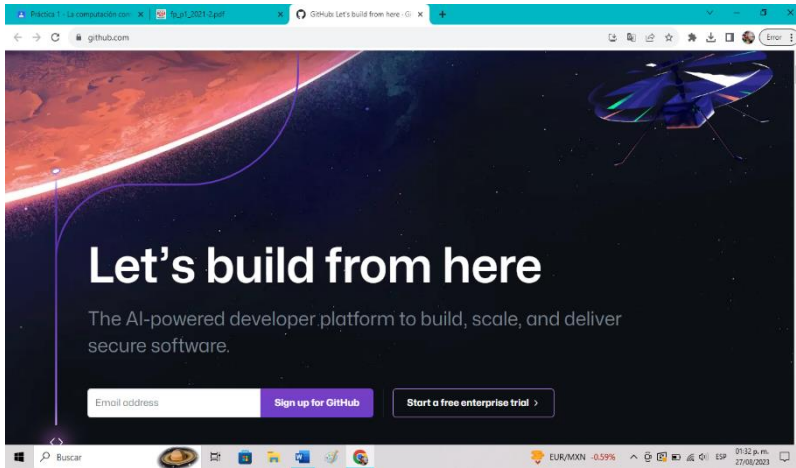 Práctica 1 - La computación com
fp_p1_2021-2.pdf
GitHub: Let's build from here · Gi
github.com
Error
Let's build from here
The AI-powered developer platform to build, scale, and deliver
secure software.
Email address
Sign up for GitHub
Start a free enterprise trial >
Buscar
EUR/MXN -0.59%
ESP
01:32 p. m.
27/08/2023